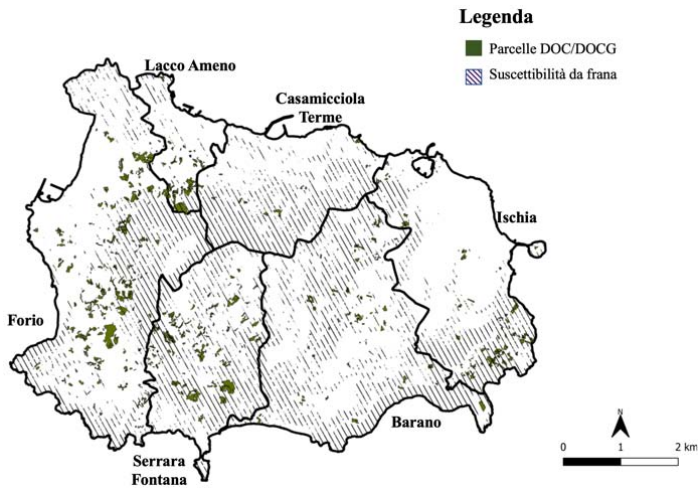 Legenda
Parcelle DOC/DOCG
Suscettibilità da frana
Lacco Ameno
Casamicciola
Terme
Ischia
Forio
Barano
Serrara
Fontana
N
0 1 2 km